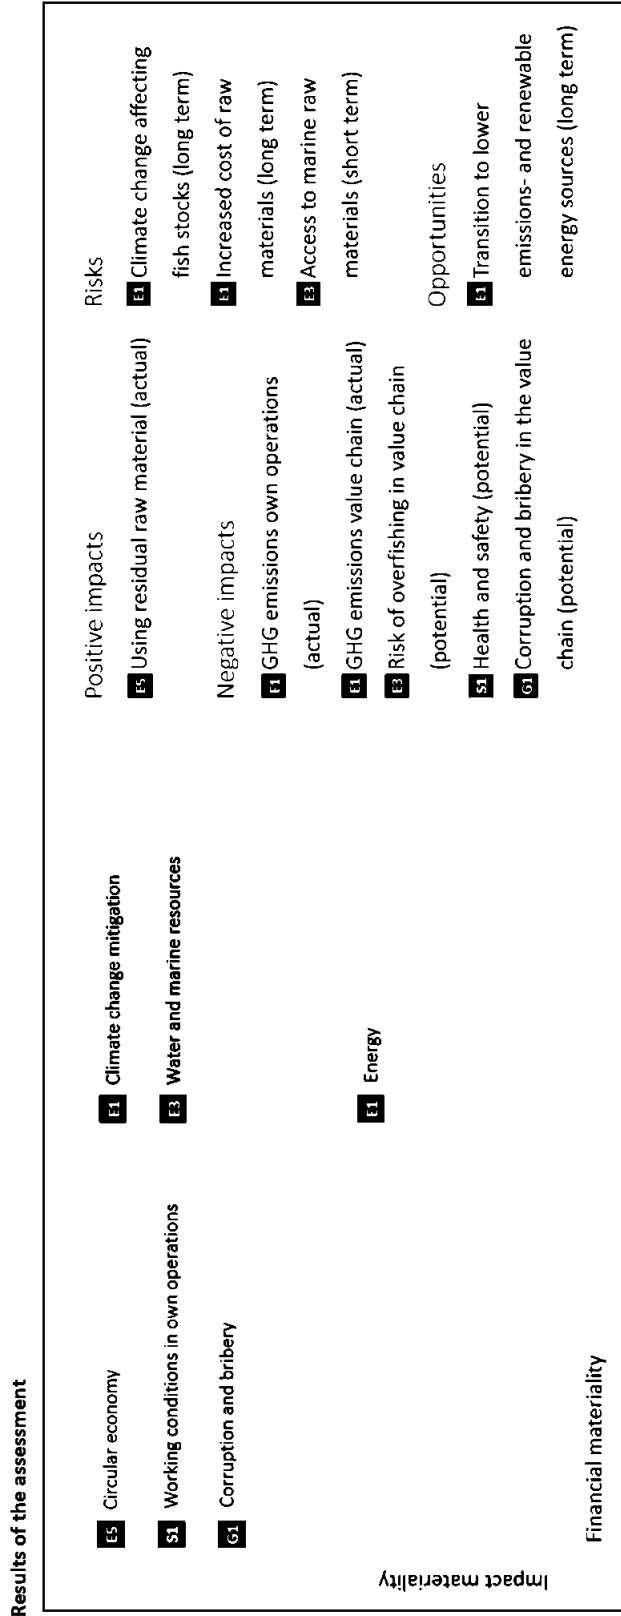 Results of the assessment
E5 Circular economy
S1 Working conditions in own operations
G1 Corruption and bribery
Impact materiality
Financial materiality
E1 Climate change mitigation
E3 Water and marine resources
E1 Energy
Positive impacts
E5 Using residual raw material (actual)
Negative impacts
E1 GHG emissions own operations
(actual)
E1 GHG emissions value chain (actual)
E3 Risk of overfishing in value chain
(potential)
S1 Health and safety (potential)
G1 Corruption and bribery in the value
chain (potential)
Risks
E1 Climate change affecting
fish stocks (long term)
E1 Increased cost of raw
materials (long term)
E3 Access to marine raw
materials (short term)
Opportunities
E1 Transition to lower
emissions- and renewable
energy sources (long term)